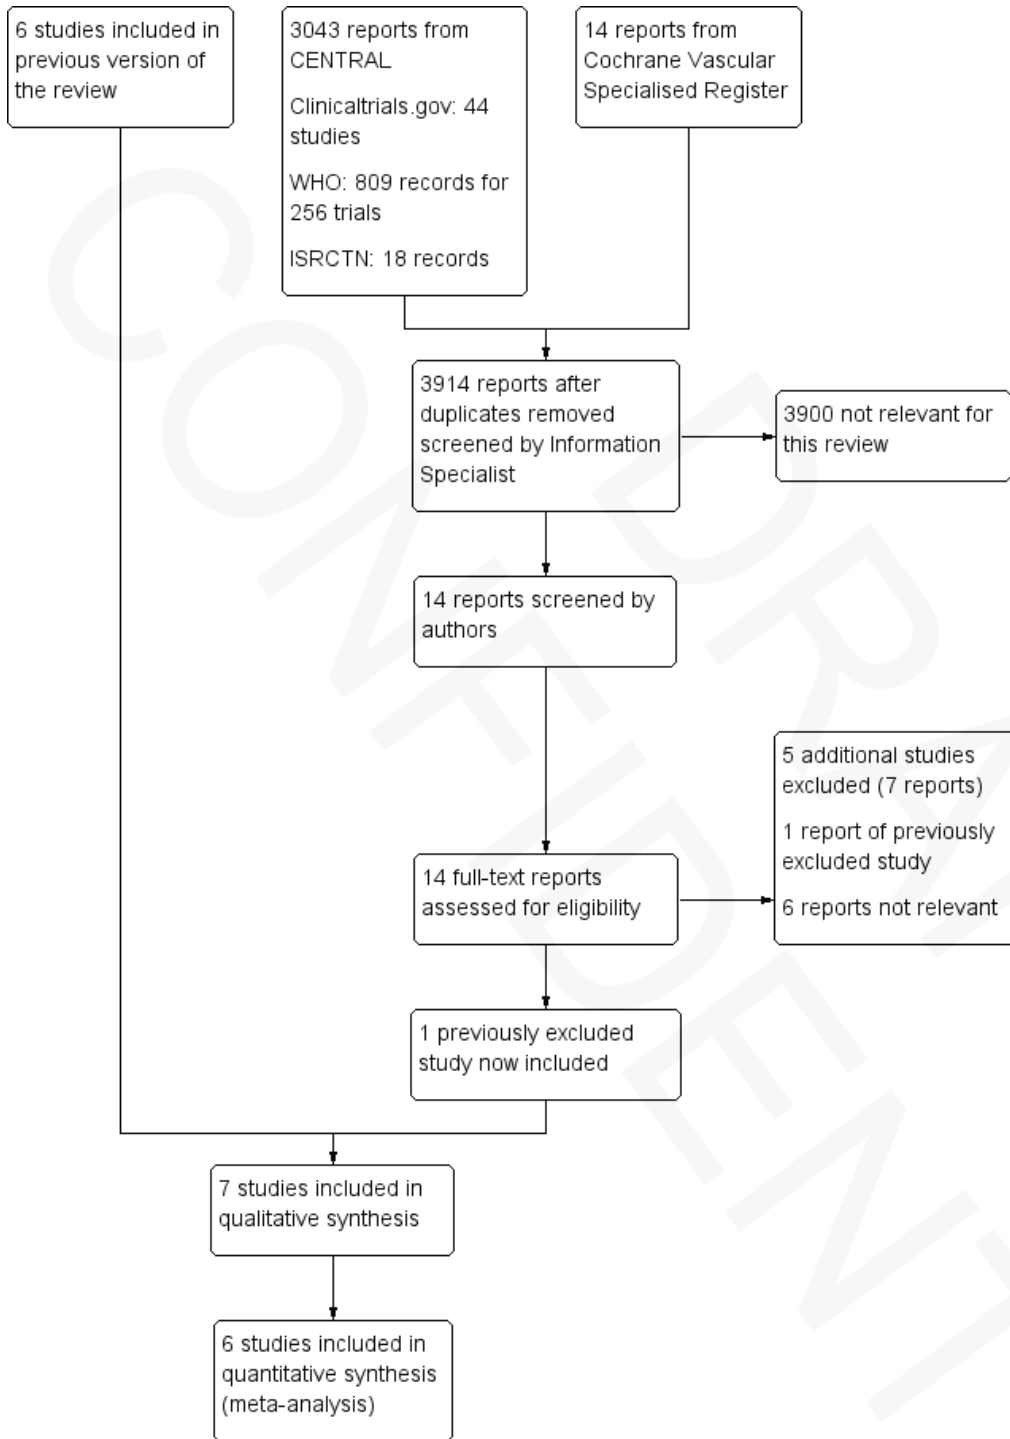 6 studies included in
previous version of
the review
3043 reports from
CENTRAL
Clinicaltrials.gov: 44
studies
WHO: 809 records for
256 trials
ISRCTN: 18 records
14 reports from
Cochrane Vascular
Specialised Register
3914 reports after
duplicates removed
screened by Information
Specialist
3900 not relevant for
this review
14 reports screened by
authors
5 additional studies
excluded (7 reports)
1 report of previously
excluded study
6 reports not relevant
14 full-text reports
assessed for eligibility
1 previously excluded
study now included
7 studies included in
qualitative synthesis
6 studies included in
quantitative synthesis
(meta-analysis)
DRA
CONFIDENT